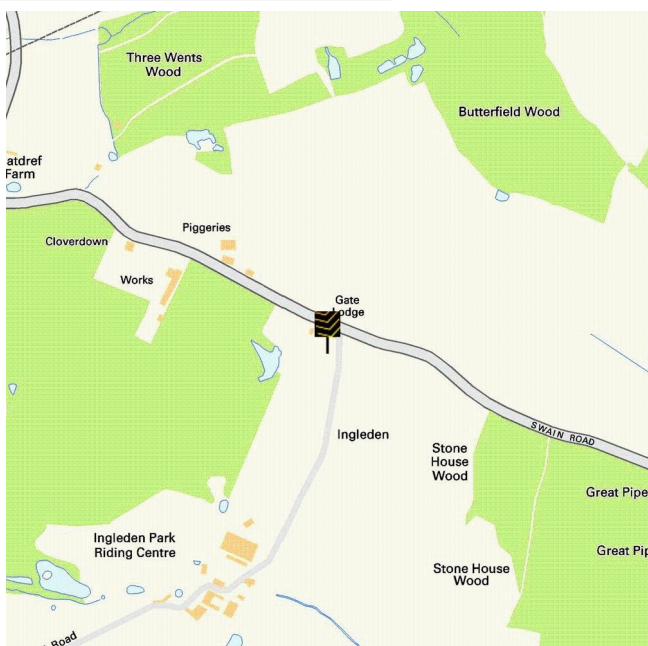 Three Wents
Wood
Butterfield Wood
atdref
Farm
Piggeries
Cloverdown
Works
Gate
Lodge
SWAIN ROAD
Ingleden
Stone
House
Wood
Great Pipe
Ingleden Park
Riding Centre
Great Pip
Stone House
Wood
Road